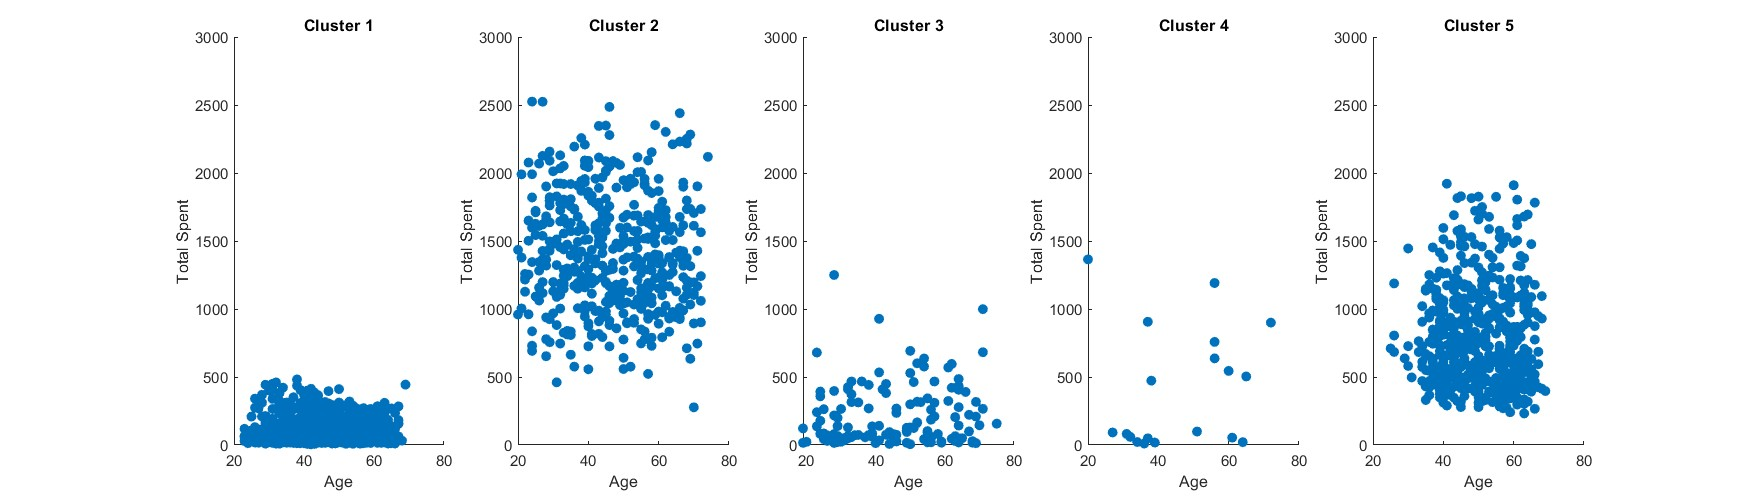 Cluster 1
Cluster 2
Cluster 3
Cluster 4
Cluster 5
3000 3000 3000 3000 3000
2500 2500 2500 2500 2500
2000 2000 2000 2000 2000
Total Spent Total Spent Total Spent Total Spent Total Spent
1500 1500 1500 1500 1500
1000 1000 1000 1000 1000
500 500 500 500 500
0 0 0 0 0
20 40 60 80 20 40 60 80 20 40 60 80 20 40 60 80 20 40 60 80
Age Age Age Age Age